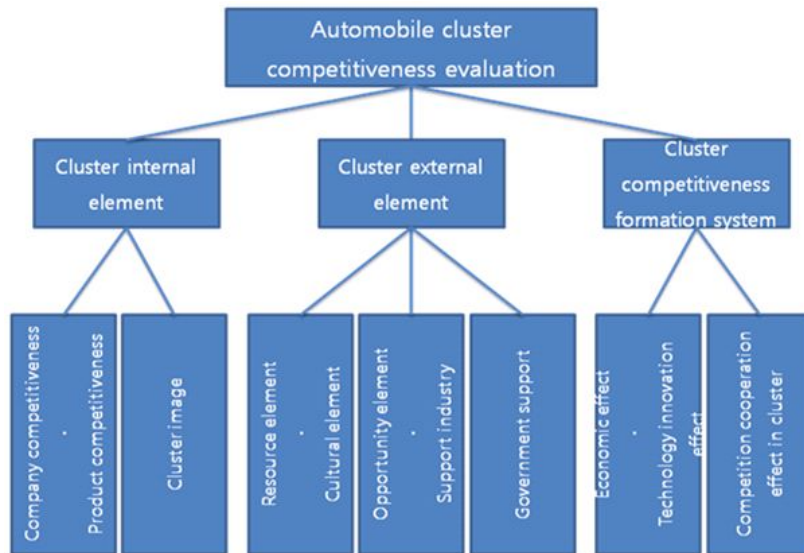 Automobile cluster
competitiveness evaluation
Cluster internal
element
Cluster external
element
Cluster
competitiveness
formation system
Company competitiveness
·
Product competitiveness
Cluster image
Resource element
·
Cultural element
Opportunity element
·
Support industry
Government support
Economic effect
·
Technology innovation
effect
Competition cooperation
effect in cluster